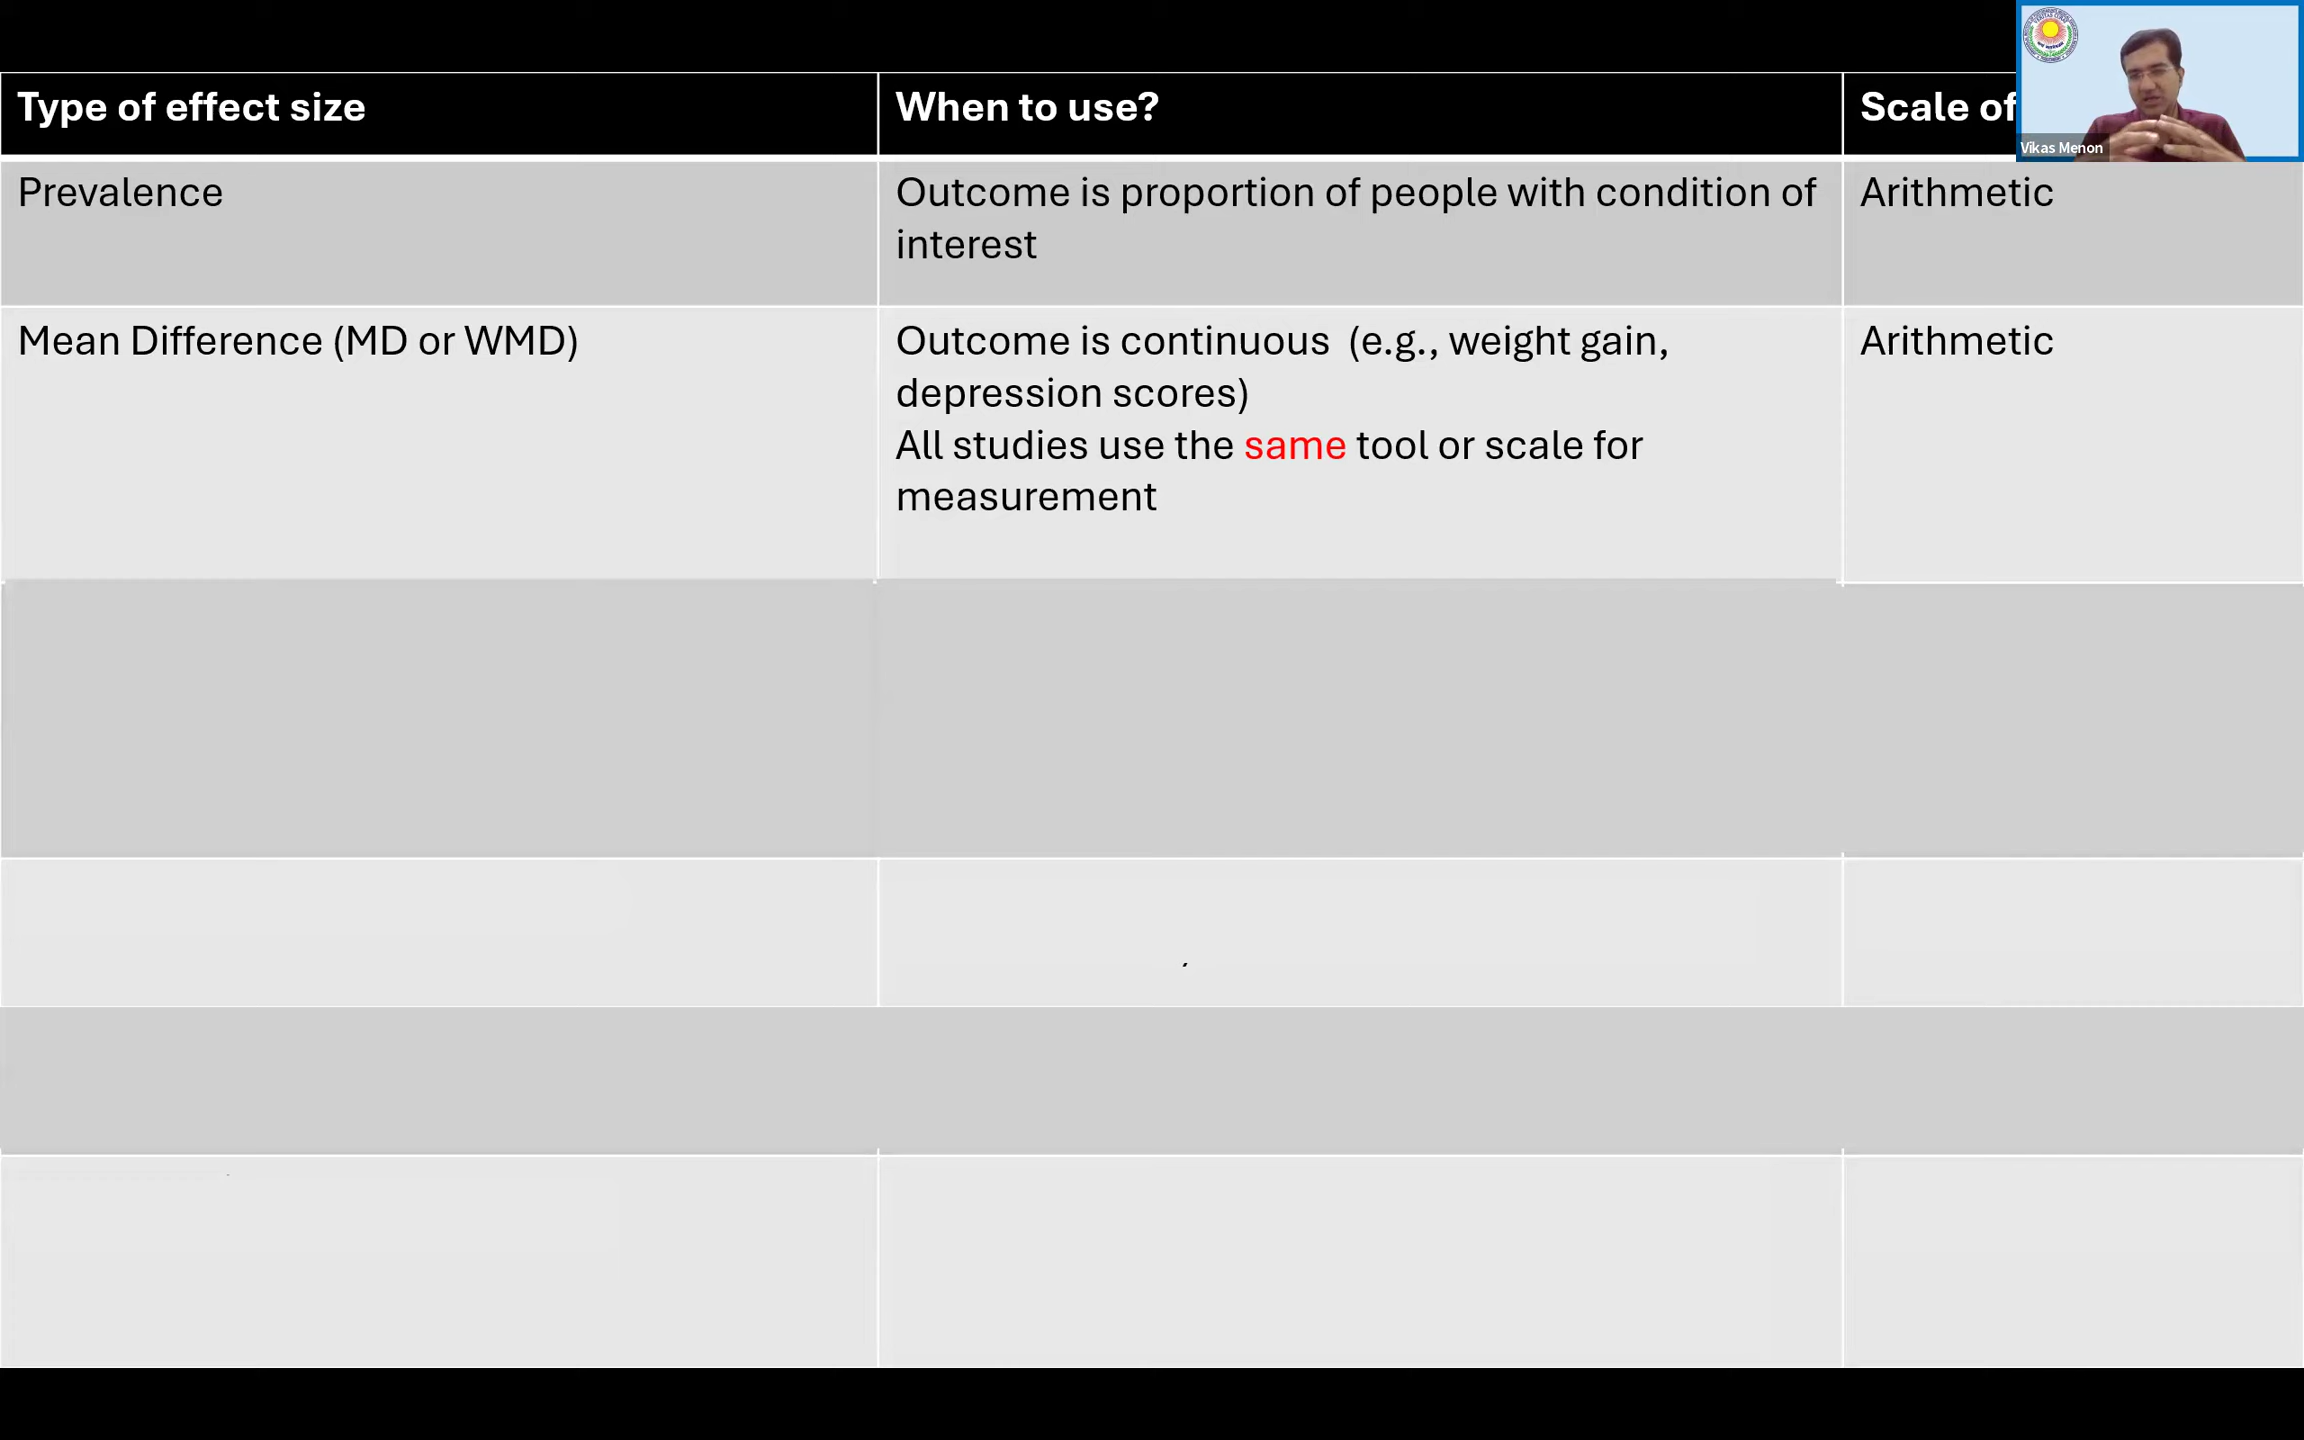 Type of effect size
When to use?
Scale of
Prevalence
Outcome is proportion of people with condition of
interest
Arithmetic
Mean Difference (MD or WMD)
Outcome is continuous  (e.g., weight gain,
depression scores)
All studies use the same tool or scale for
measurement
Arithmetic
Vikas Menon